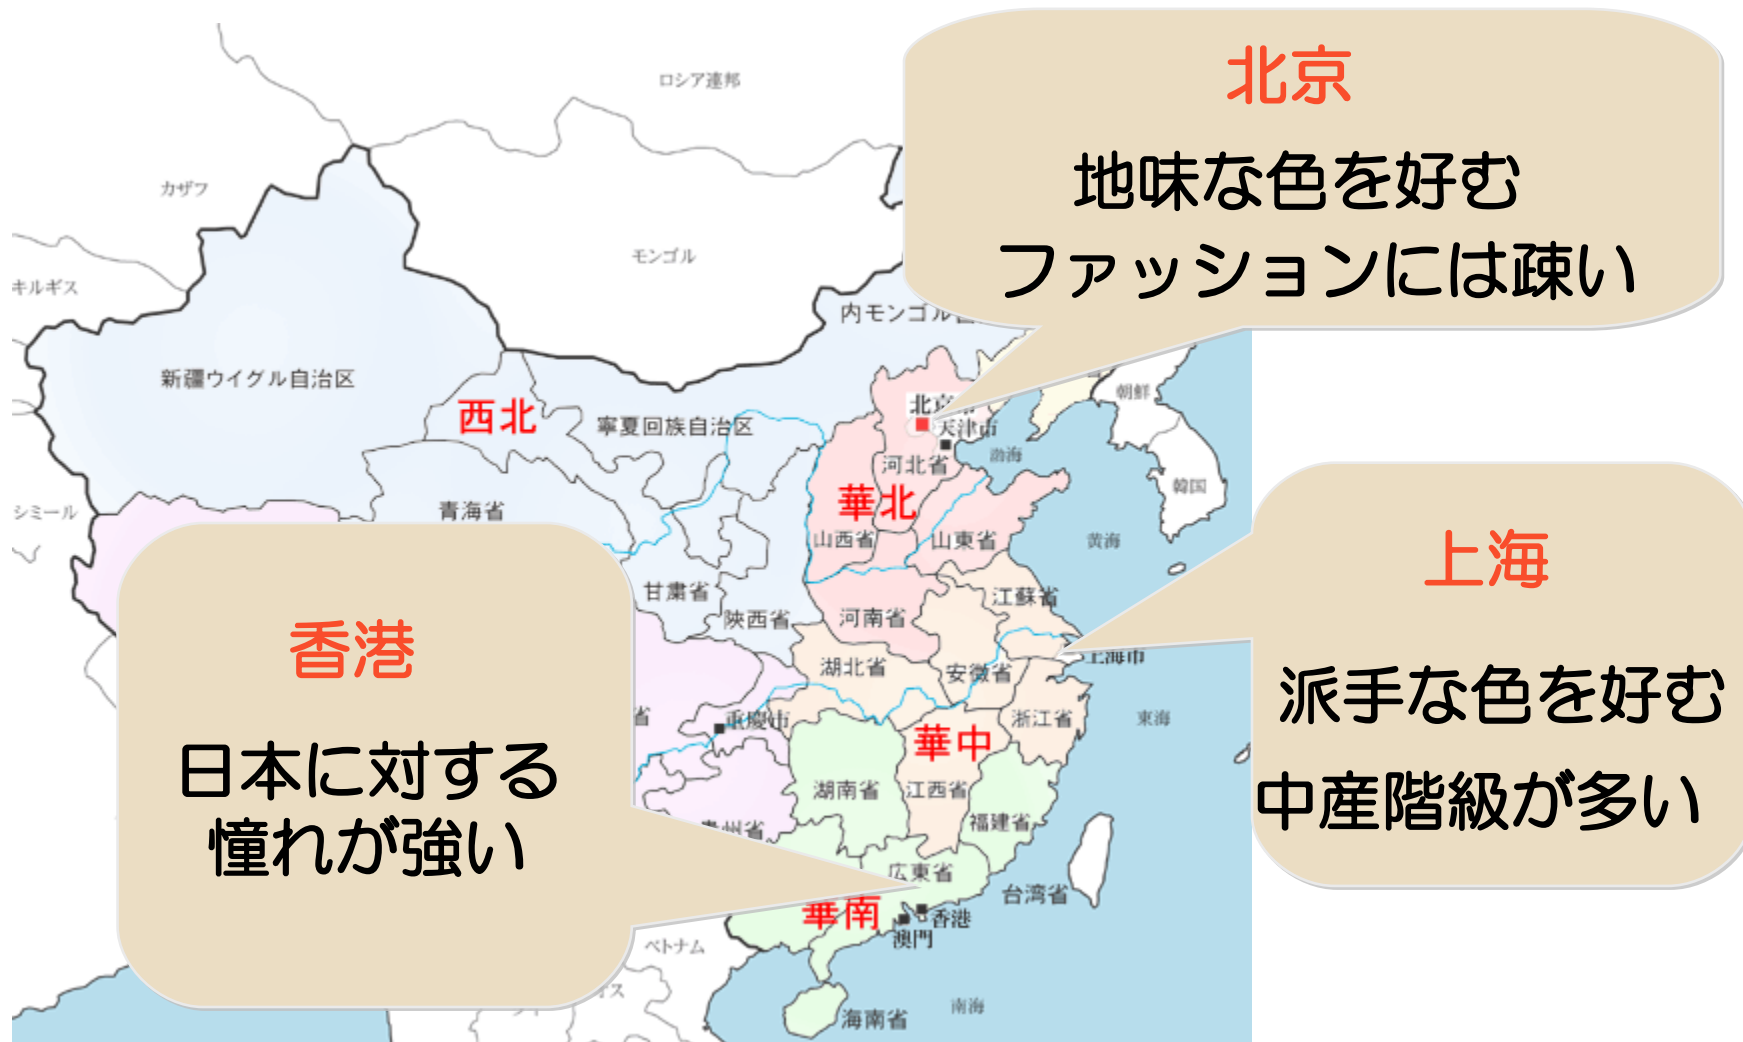 北京
地味な色を好む
ファッションには疎い
上海
派手な色を好む
中産階級が多い
香港
日本に対する
憧れが強い
ロシア連邦
カザフ
モンゴル
キルギス
内モンゴル
新疆ウイグル自治区
朝鮮
西北
寧夏回族自治区
北京
天津市
渤海
河北省
韓国
華北
シミール
青海省
山西省
山東省
黄海
甘粛省
江蘇省
陝西省
河南省
湖北省
安徽省
上海市
省
重慶市
浙江省
東海
華中
湖南省
江西省
州省
福建省
広東省
台湾省
華南
香港
澳門
ベトナム
南海
海南省